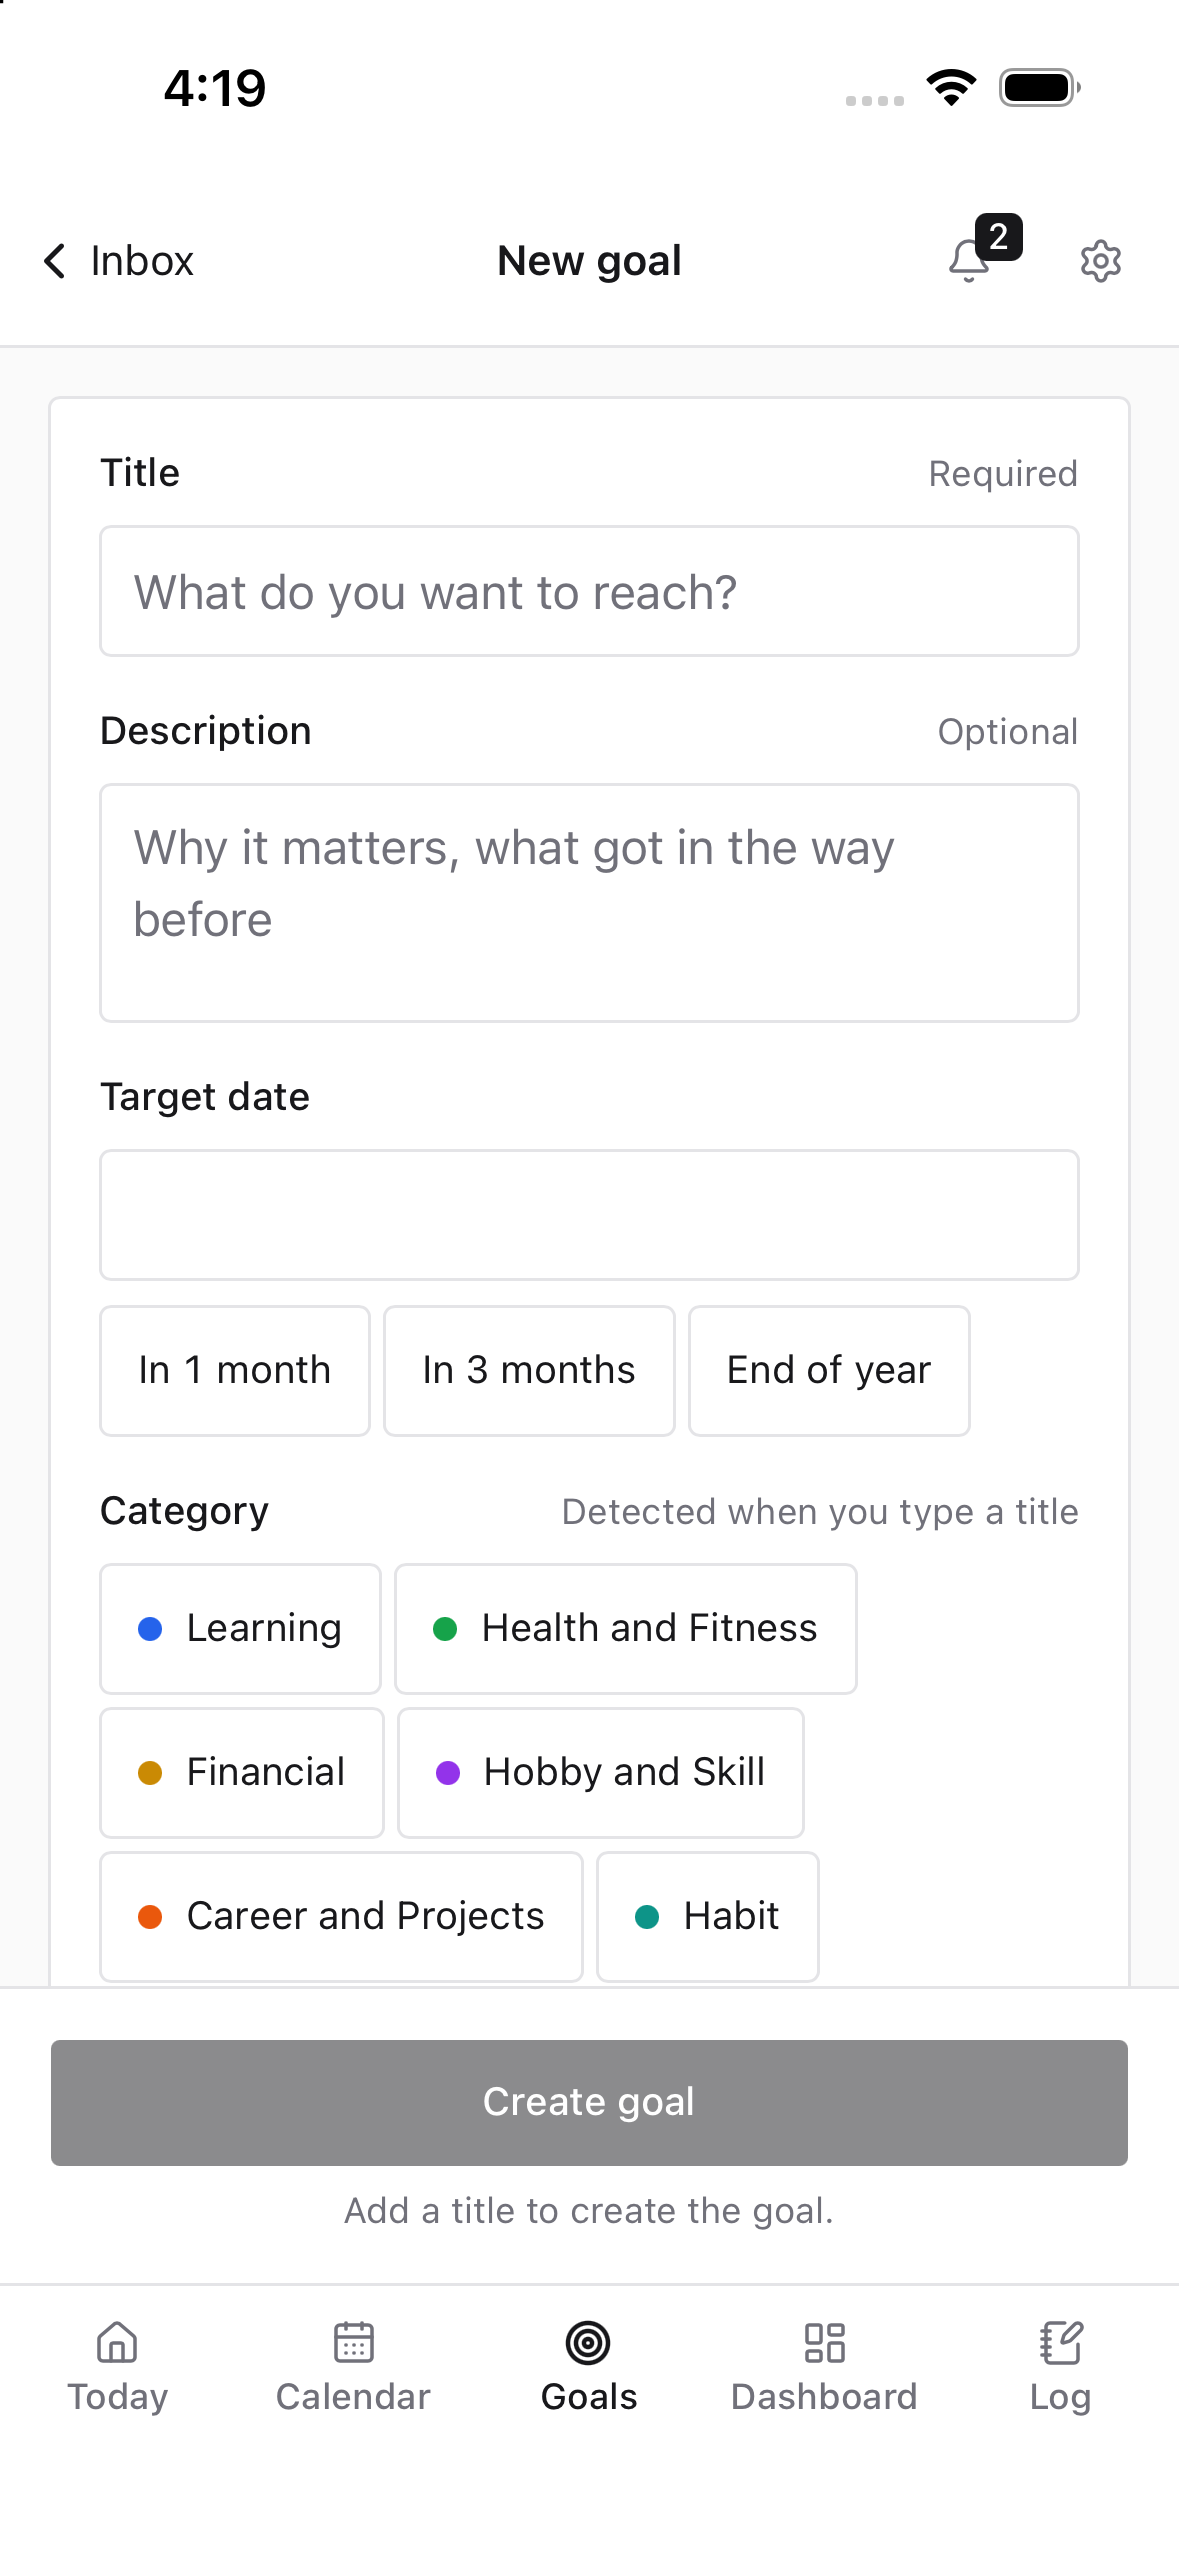 4:19
Inbox
New goal
2
Title
Required
What do you want to reach?
Description
Optional
Why it matters, what got in the way
before
Target date
In 1 month
In 3 months
End of year
Category
Detected when you type a title
Learning
Health and Fitness
Financial
Hobby and Skill
Career and Projects
Habit
Create goal
Add a title to create the goal.
Today
Calendar
Goals
Dashboard
Log